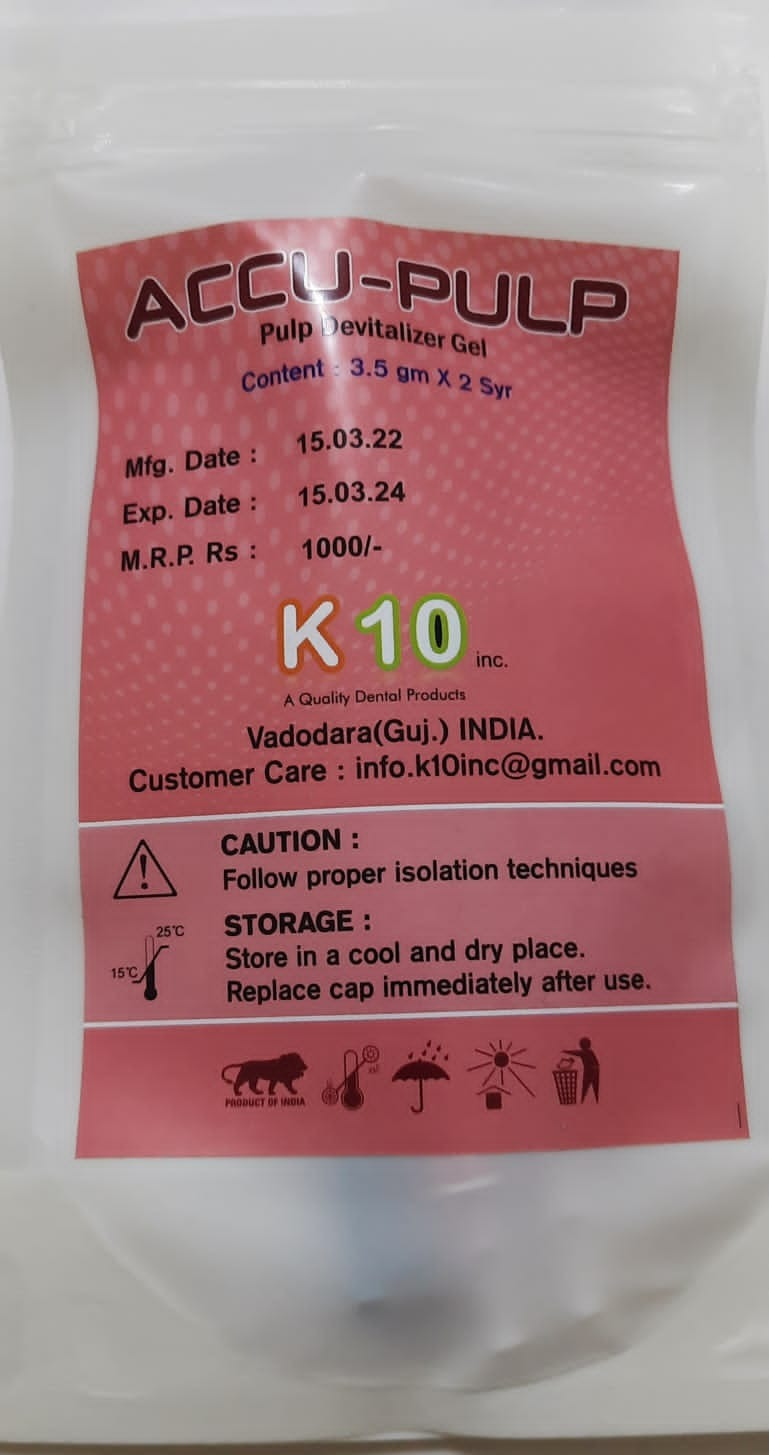 ACCU-PULP
Pulp Devitalizer Gel
Content : 3.5 gm X 2 Syr
Mfg. Date : 15.03.22
Exp. Date : 15.03.24
M.R.P. Rs : 1000/-
K10 inc.
A Quality Dental Products
Vadodara(Guj.) INDIA.
Customer Care : info.k10inc@gmail.com
CAUTION :
Follow proper isolation techniques
25°C
15°C
STORAGE :
Store in a cool and dry place.
Replace cap immediately after use.
PRODUCT OF INDIA